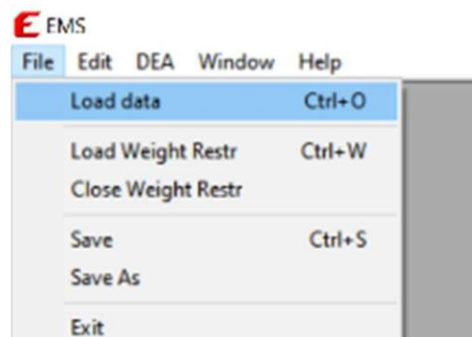 EMS
File Edit DEA Window Help
Load data Ctrl+O
Load Weight Restr Ctrl+W
Close Weight Restr
Save Ctrl+S
Save As
Exit